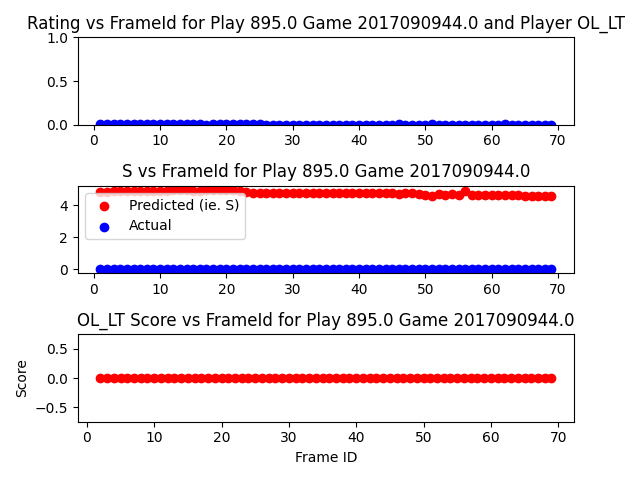 Rating vs FrameId for Play 895.0 Game 2017090944.0 and Player OL_LT
1.0
0.5
0.0
0 10 20 30 40 50 60 70
S vs FrameId for Play 895.0 Game 2017090944.0
4
2
0
Predicted (ie. S)
Actual
0 10 20 30 40 50 60 70
OL_LT Score vs FrameId for Play 895.0 Game 2017090944.0
Score
0.5
0.0
−0.5
0 10 20 30 40 50 60 70
Frame ID